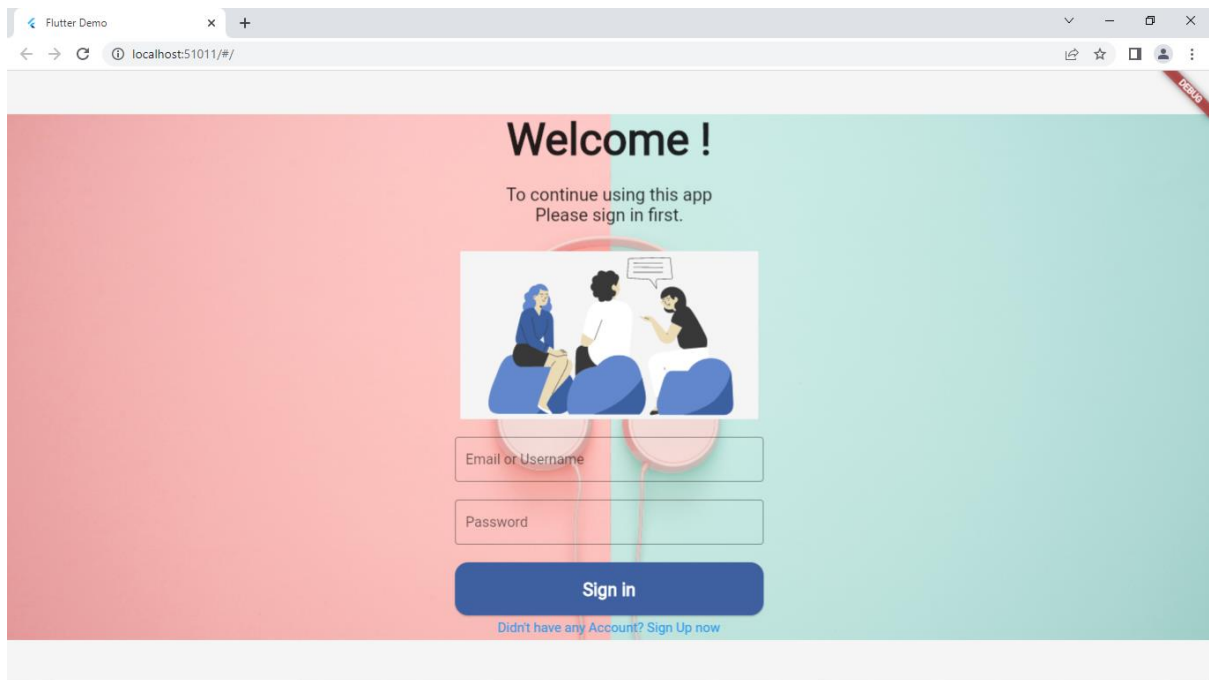 Flutter Demo
localhost:51011/#/
DEBUG
Welcome !
To continue using this app
Please sign in first.
Email or Username
Password
Sign in
Didn't have any Account? Sign Up now